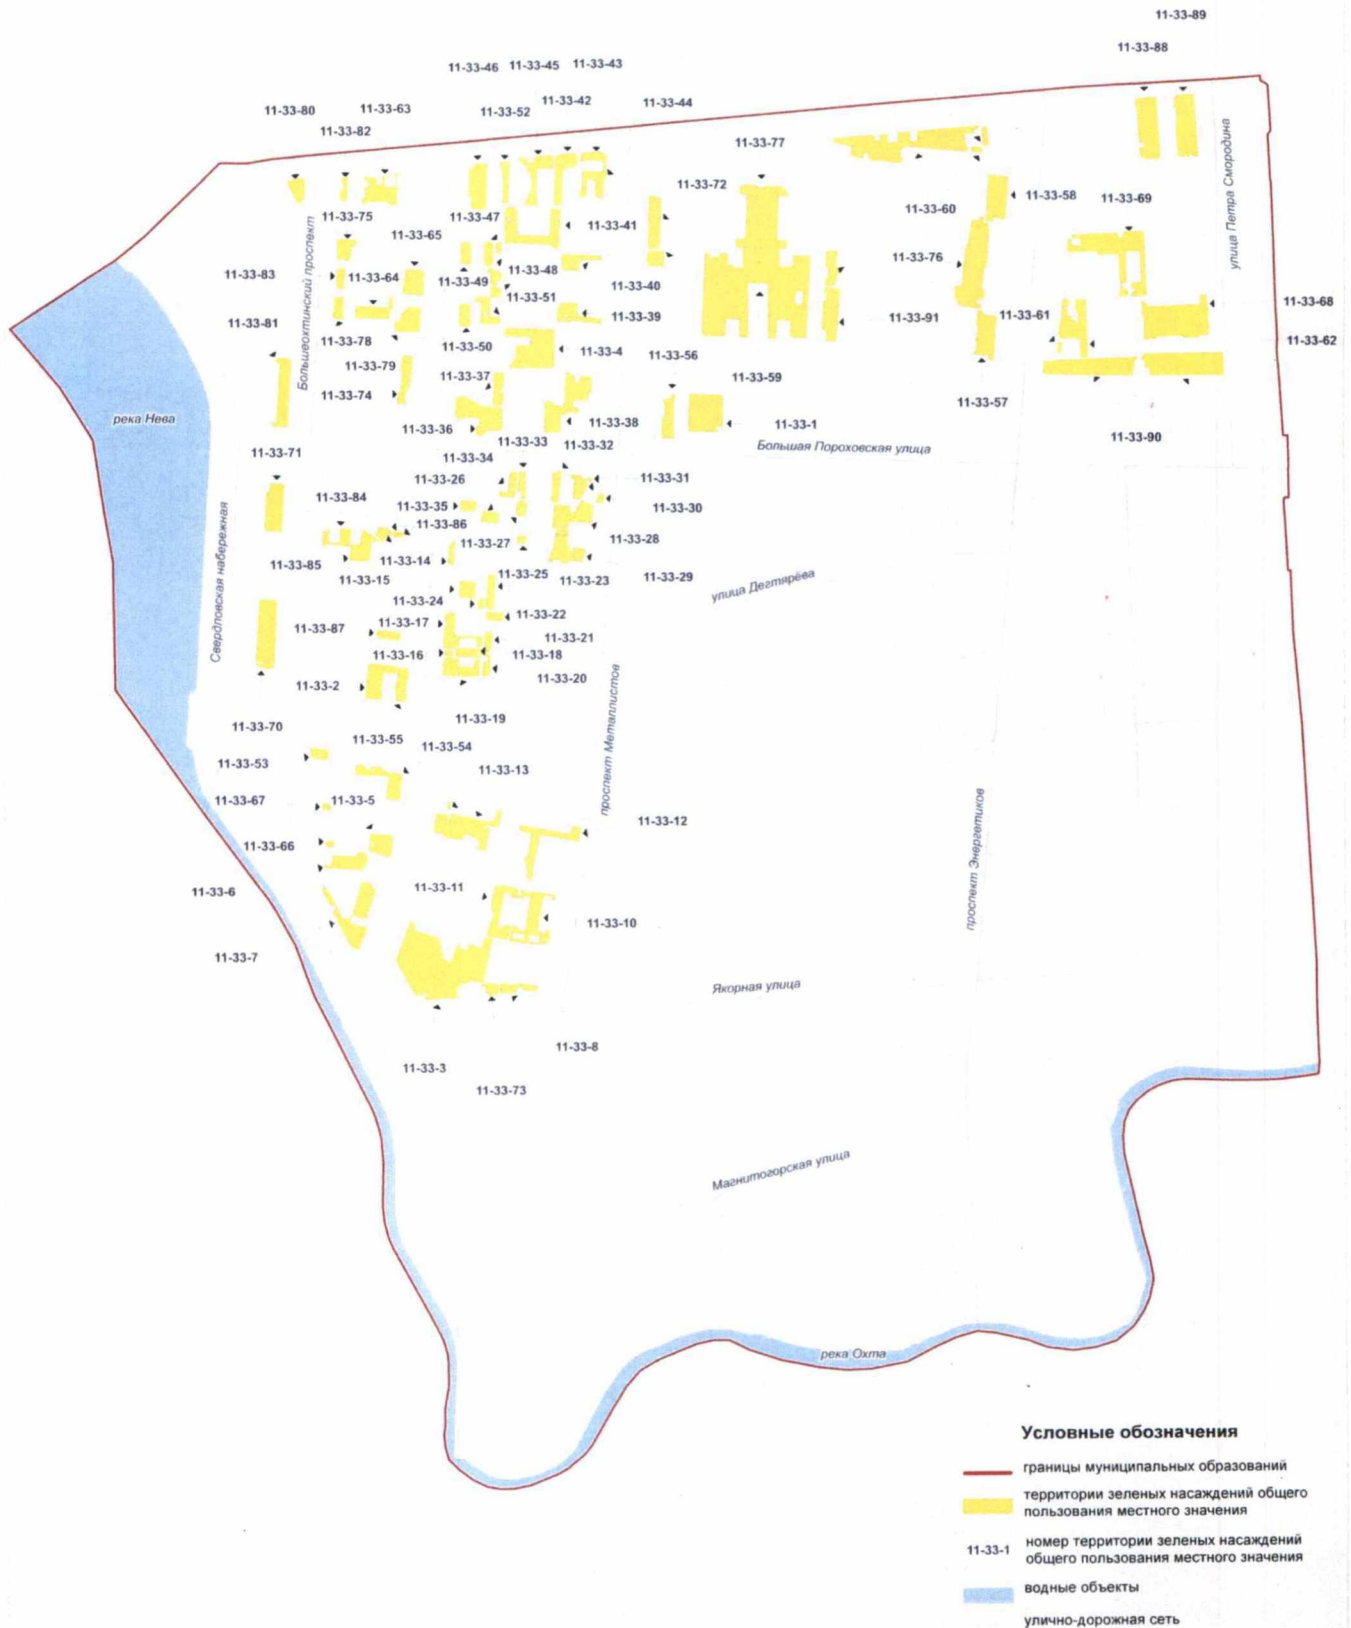 11-33-89
11-33-88
11-33-46 11-33-45 11-33-43
11-33-80 11-33-63 11-33-52 11-33-42 11-33-44
11-33-82
11-33-77
улица Петра Смородина
11-33-72
11-33-58 11-33-69
11-33-60
11-33-75 11-33-47
11-33-41
11-33-65
Большеохтинский проспект
11-33-76
11-33-83 11-33-64 11-33-49 11-33-48
11-33-40
11-33-51
11-33-68
11-33-39 11-33-91 11-33-61
11-33-81
11-33-78 11-33-50 11-33-4 11-33-56
11-33-62
11-33-79 11-33-37 11-33-59
11-33-74
11-33-57
река Нева
11-33-36 11-33-38 11-33-1
11-33-33 11-33-32
11-33-90
Большая Пороховская улица
11-33-71 11-33-34
11-33-26 11-33-31
11-33-84 11-33-35 11-33-30
11-33-86
Свердловская набережная
11-33-27 11-33-28
11-33-85 11-33-14
11-33-15 11-33-25 11-33-23 11-33-29
улица Дегтярёва
11-33-24
11-33-22
11-33-87 11-33-17
11-33-21
11-33-16 11-33-18
11-33-2 11-33-20
11-33-19
11-33-70
проспект Металлистов
11-33-55 11-33-54
11-33-53 11-33-13
11-33-67 11-33-5
11-33-12
11-33-66
проспект Энергетиков
11-33-6 11-33-11
11-33-10
11-33-7
Якорная улица
11-33-8
11-33-3
11-33-73
Магнитогорская улица
река Охта
Условные обозначения
границы муниципальных образований
территории зеленых насаждений общего
пользования местного значения
11-33-1 номер территории зеленых насаждений
общего пользования местного значения
водные объекты
улично-дорожная сеть